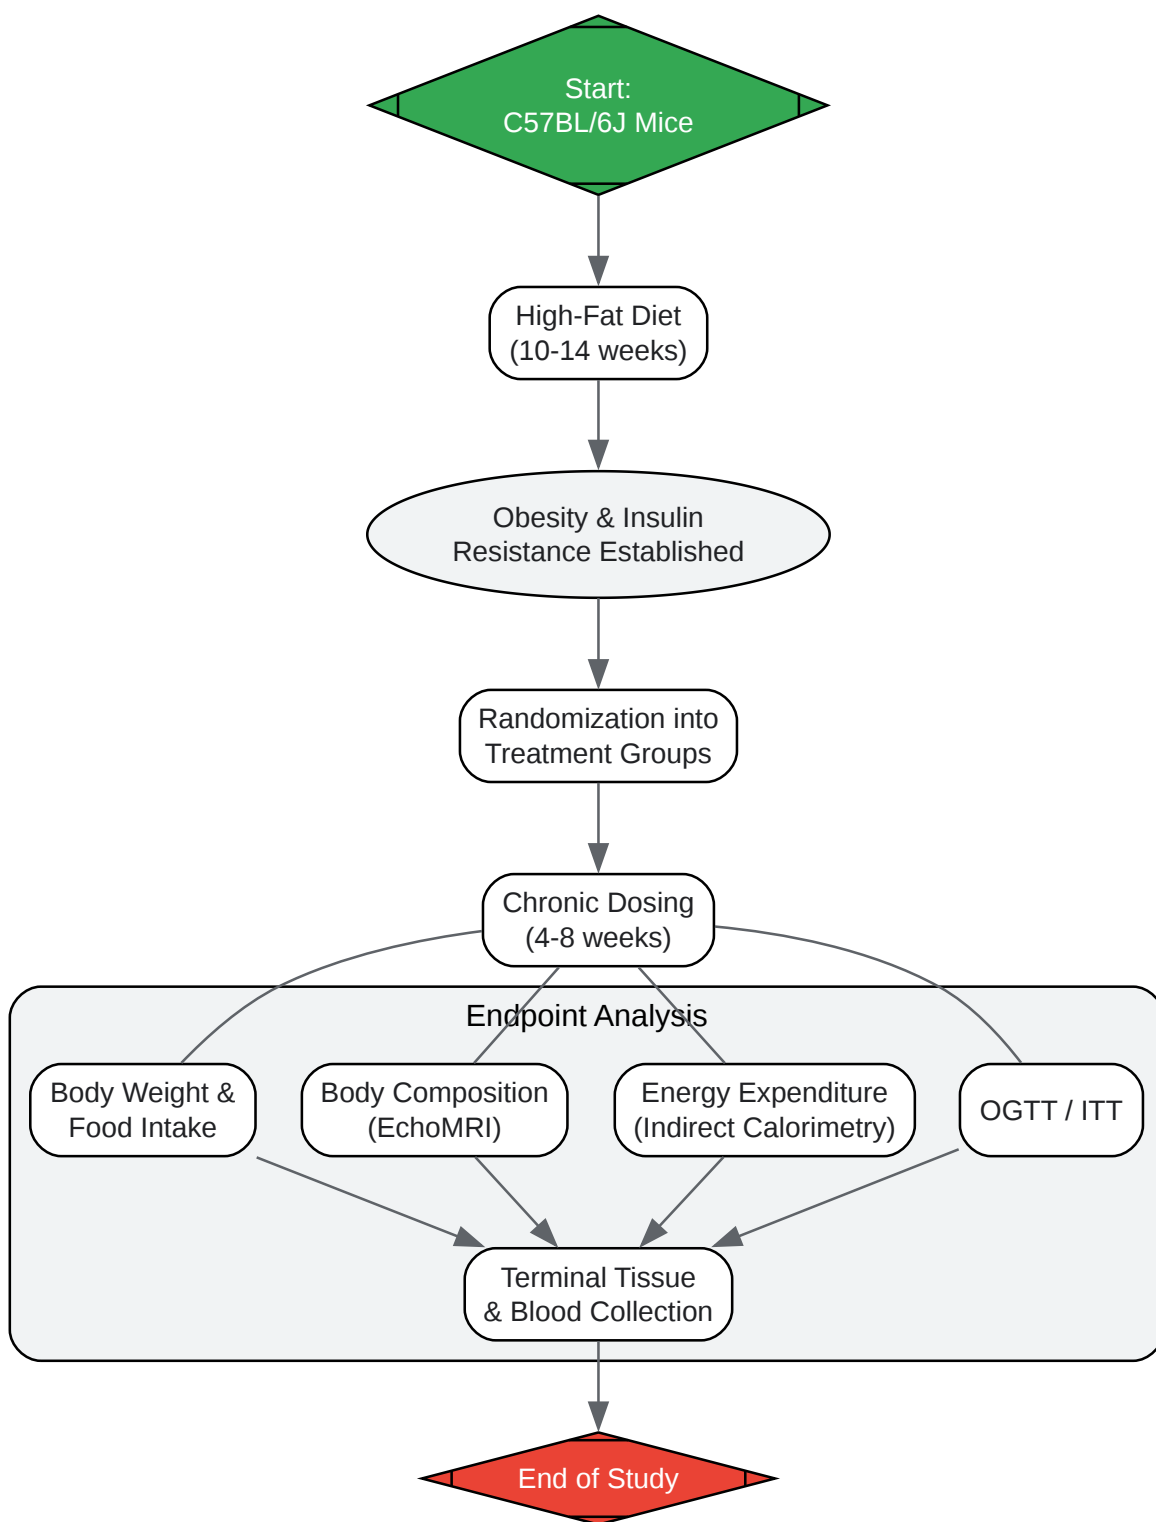 Start:
C57BL/6J Mice
High-Fat Diet
(10-14 weeks)
Obesity & Insulin
Resistance Established
Randomization into
Treatment Groups
Chronic Dosing
(4-8 weeks)
Endpoint Analysis
Body Weight &
Food Intake
Body Composition
(EchoMRI)
Energy Expenditure
(Indirect Calorimetry)
OGTT / ITT
Terminal Tissue
& Blood Collection
End of Study